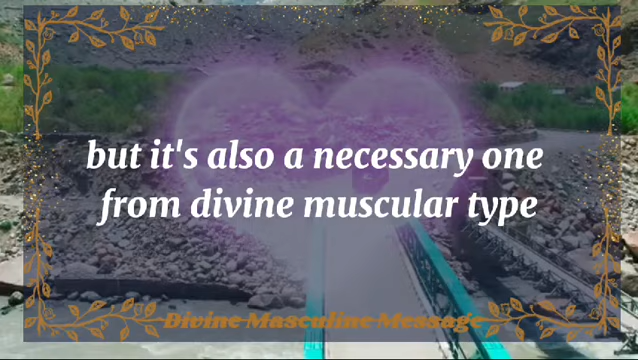 but it's also a necessary one
from divine muscular type
Divine Masculine Message